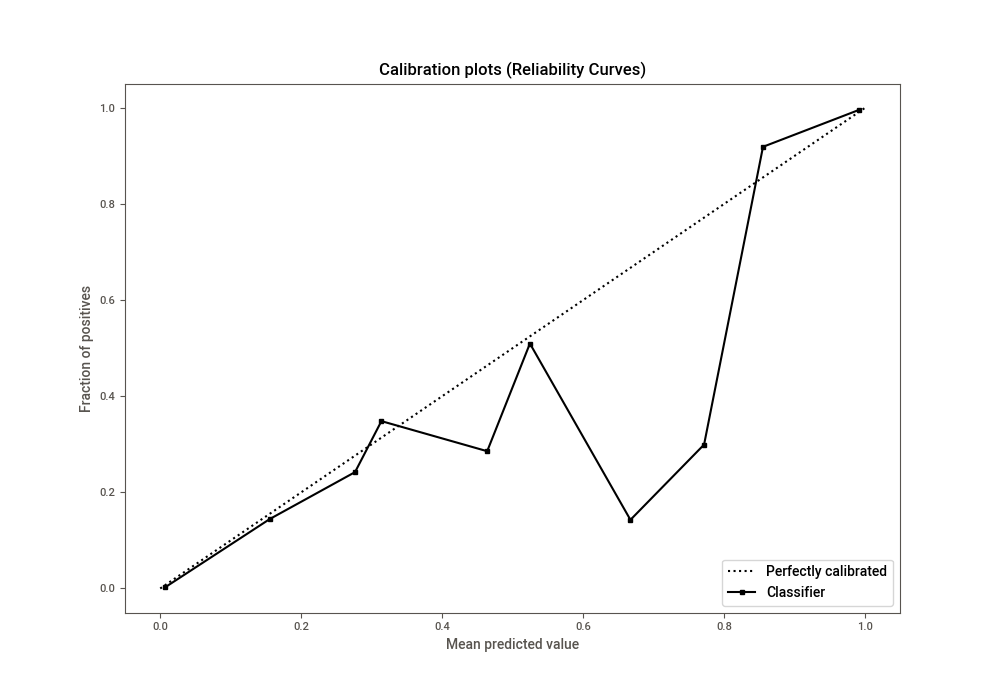 Calibration plots (Reliability Curves)
1.0
0.8
0.6
0.4
0.2
0.0
Fraction of positives
0.0 0.2 0.4 0.6 0.8 1.0
Mean predicted value
Perfectly calibrated
Classifier